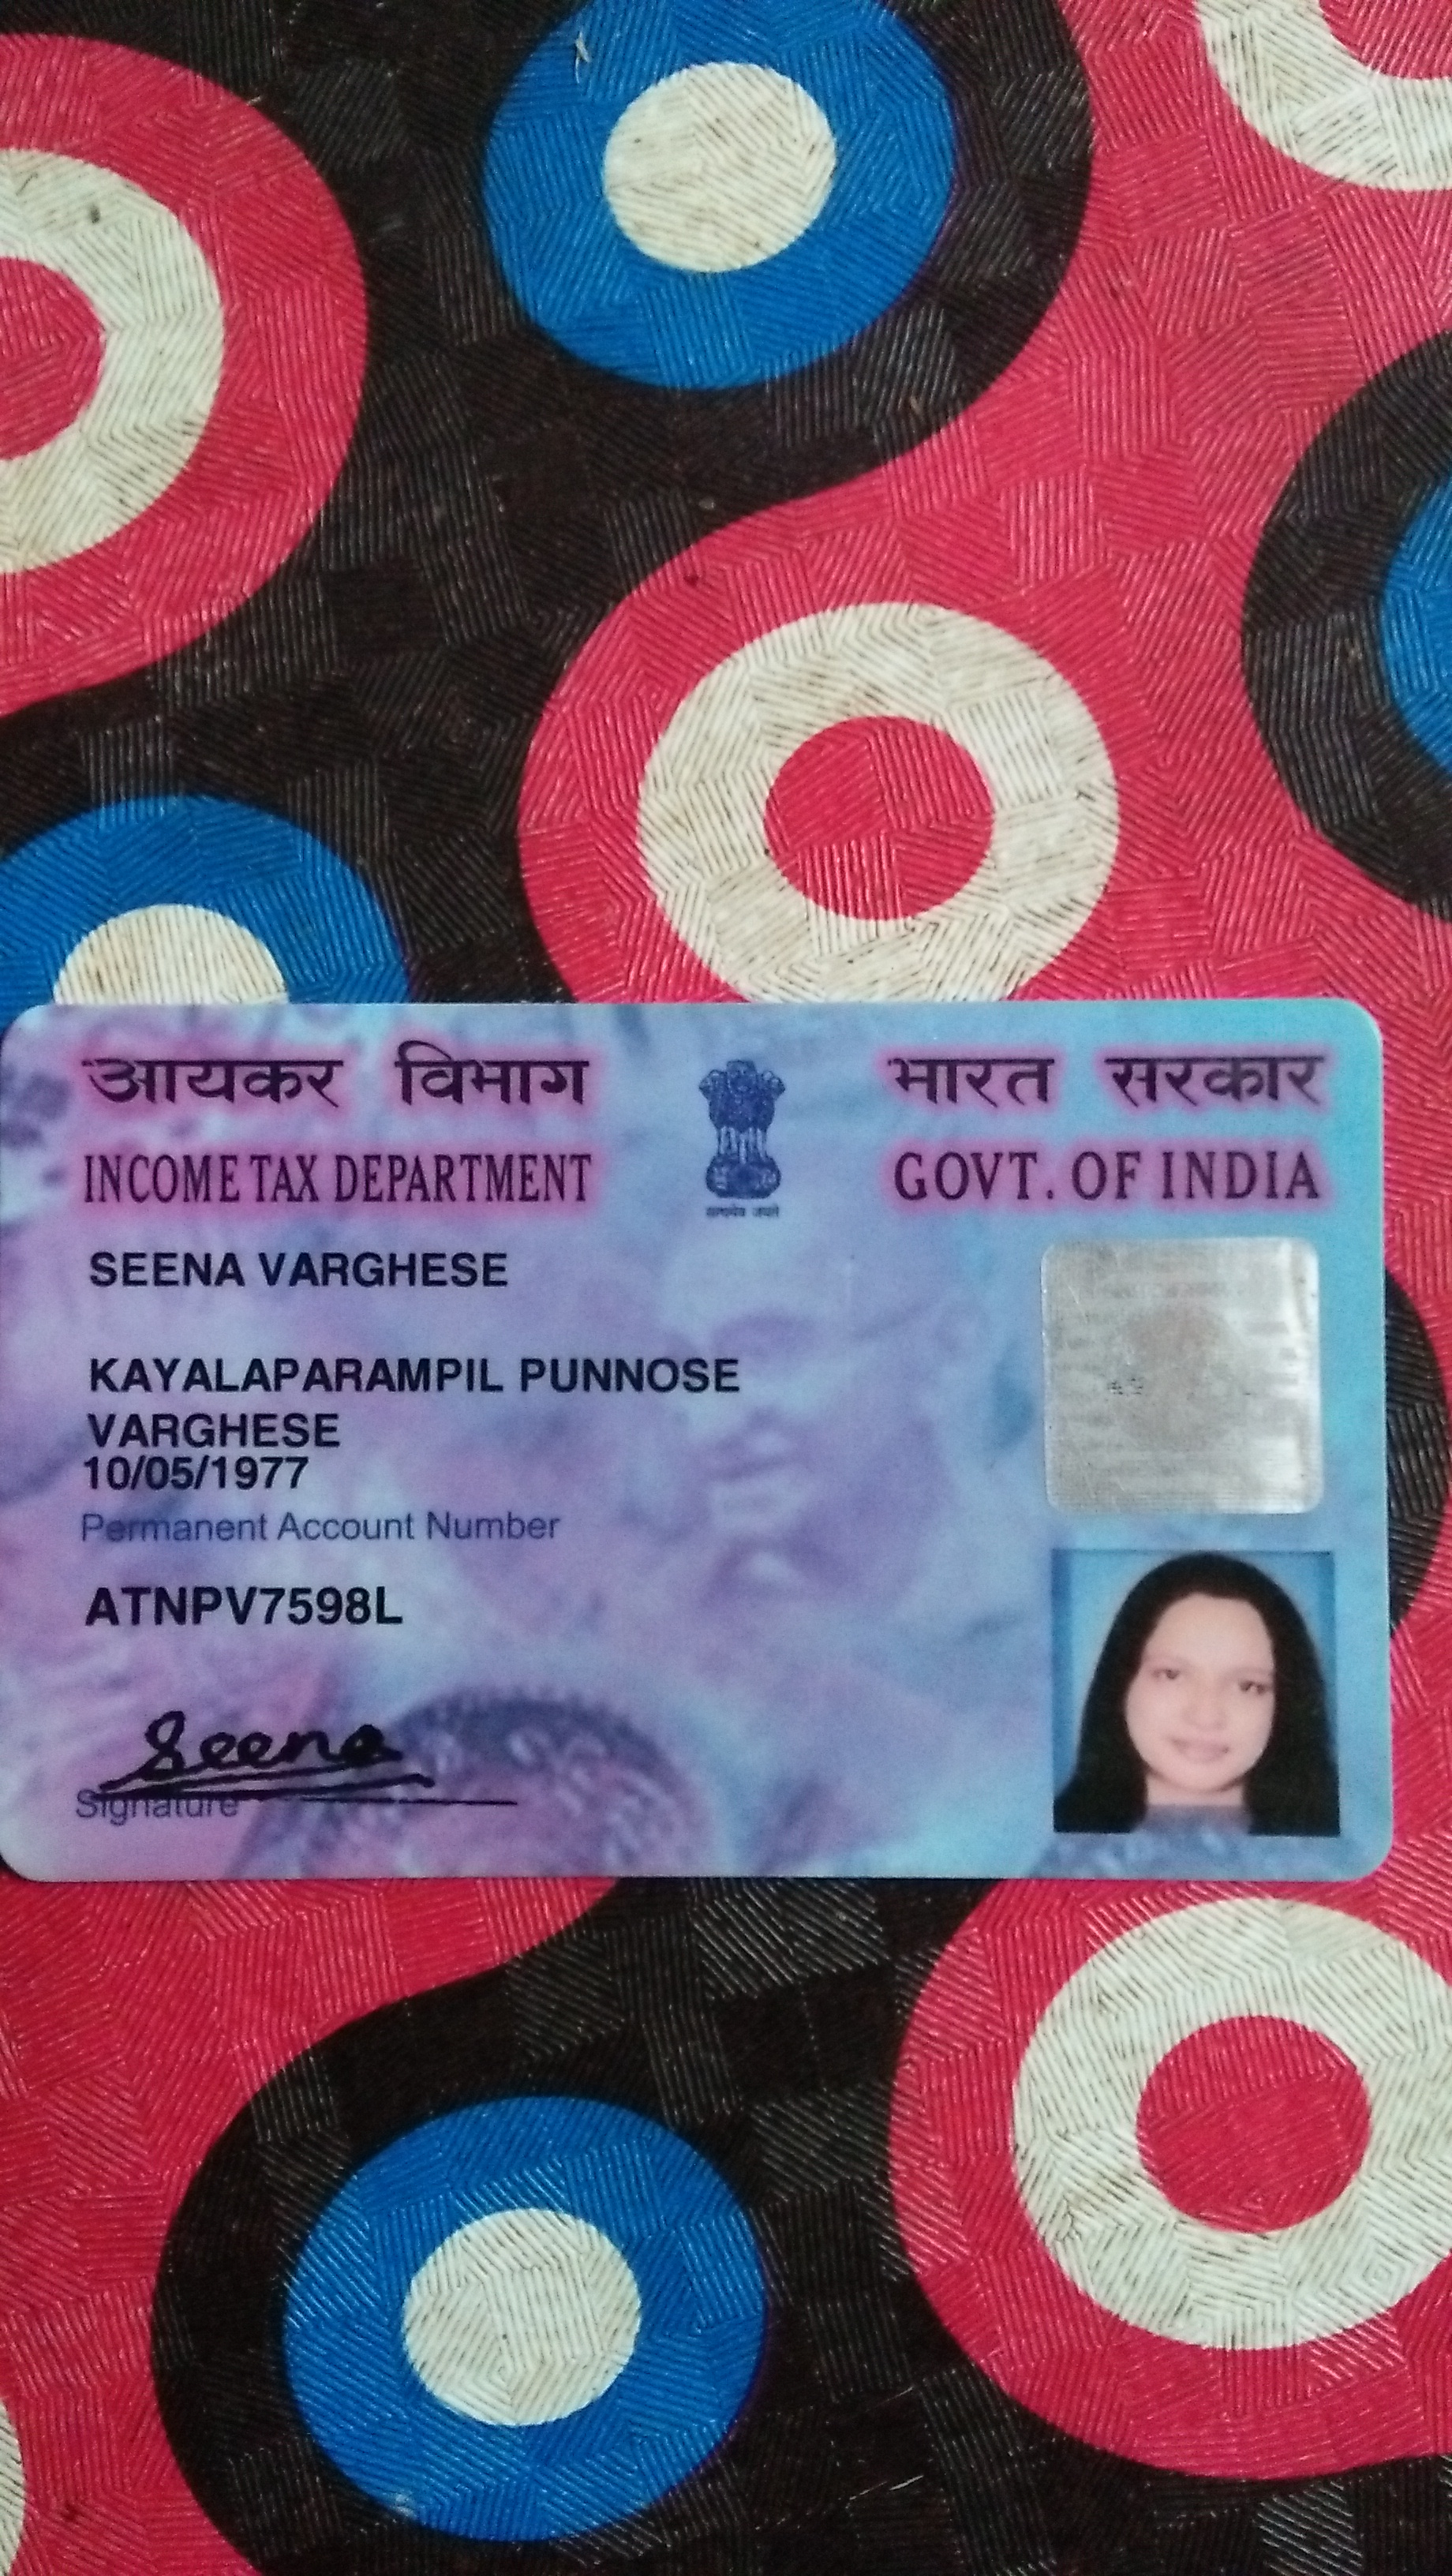 आयकर विभाग
भारत सरकार
INCOME TAX DEPARTMENT
GOVT. OF INDIA
सत्यमेव जयते
SEENA VARGHESE
KAYALAPARAMPIL PUNNOSE
VARGHESE
10/05/1977
Permanent Account Number
ATNPV7598L
Seena
Signature